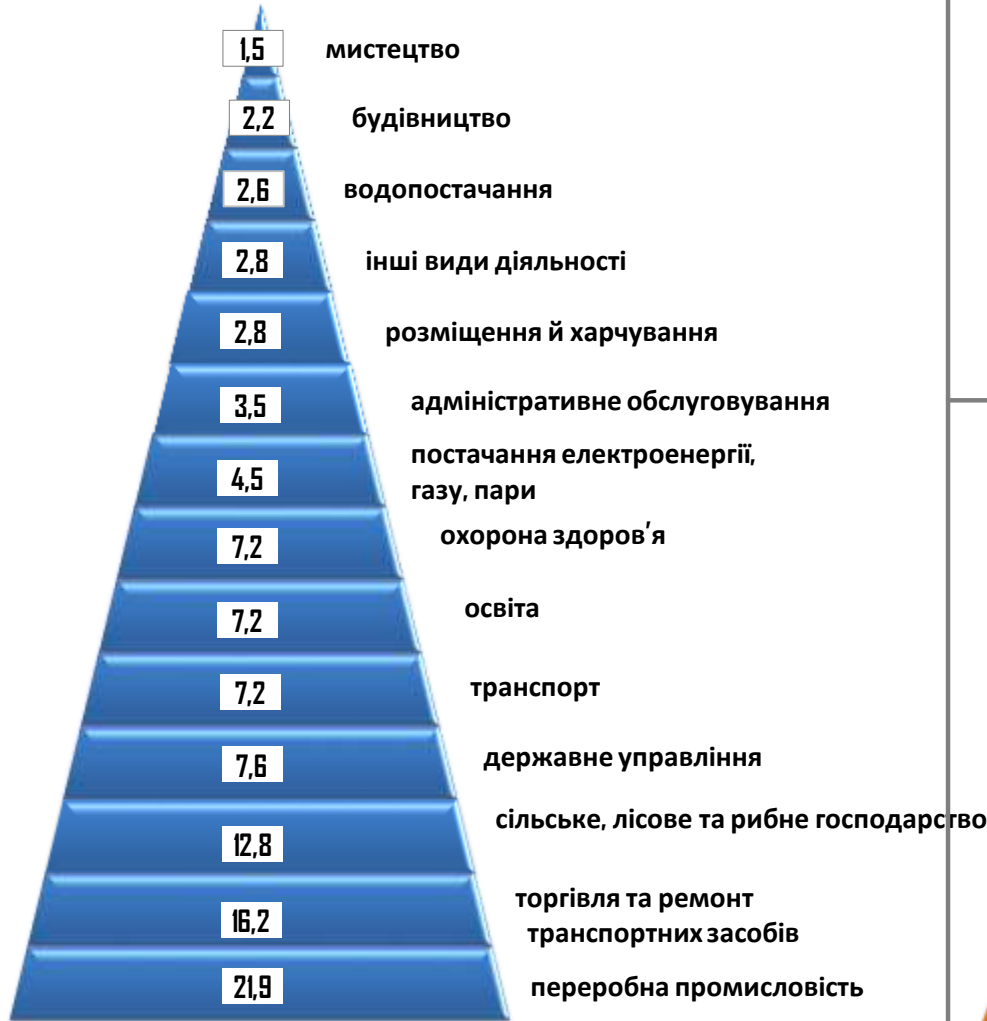 1,5 мистецтво
2,2 будівництво
2,6 водопостачання
2,8 інші види діяльності
2,8 розміщення й харчування
3,5 адміністративне обслуговування
4,5 постачання електроенергії,
газу, пари
7,2 охорона здоров'я
7,2 освіта
7,2 транспорт
7,6 державне управління
12,8 сільське, лісове та рибне господарство
16,2 торгівля та ремонт
транспортних засобів
21,9 переробна промисловість